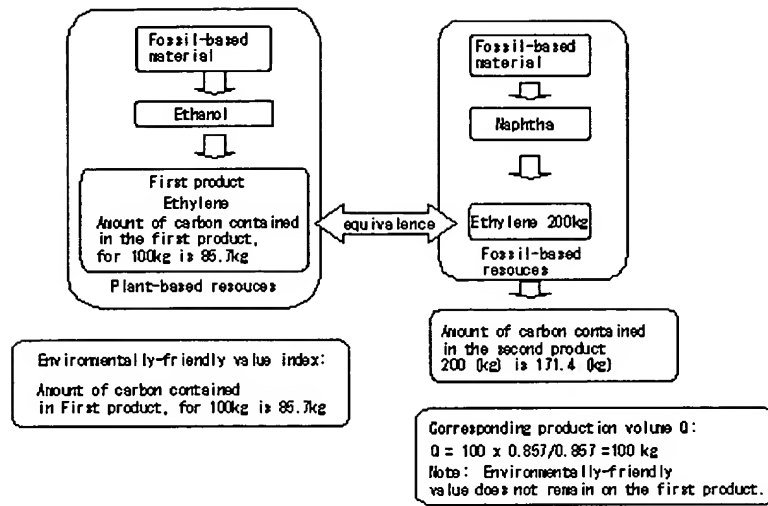 Fossil-based
material
Ethanol
First product
Ethylene
Amount of carbon contained
in the first product,
for 100kg is 85.7kg
Plant-based resouces
equivalence
Fossil-based
material
Naphtha
Ethylene 200kg
Fossil-based
resouces
Amount of carbon contained
in the second product
200 (kg) is 171.4 (kg)
Environmentally-friendly value index:
Amount of carbon contained
in First product, for 100kg is 85.7kg
Corresponding production volume Q:
Q = 100 x 0.857/0.857 =100 kg
Note: Environmentally-friendly
value does not remain on the first product.